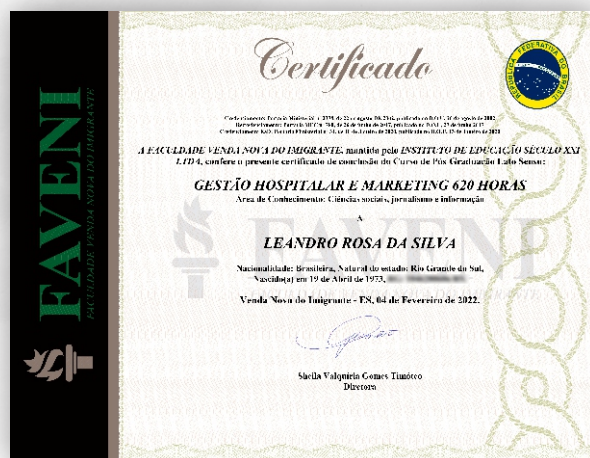 Certificado
REPÚBLICA FEDERATIVA DO BRASIL
A FACULDADE VENDA NOVA DO IMIGRANTE, mantida pelo INSTITUTO DE EDUCAÇÃO SÉCULO XXI
LTDA, confere o presente certificado de conclusão do Curso de Pós Graduação Lato Sensu:
GESTÃO HOSPITALAR E MARKETING 620 HORAS
Área de Conhecimento: Ciências sociais, jornalismo e informação
A
LEANDRO ROSA DA SILVA
Nacionalidade: Brasileira, Natural do estado: Rio Grande do Sul,
Nascido(a) em 19 de Abril de 1973,
Venda Nova do Imigrante - ES, 04 de Fevereiro de 2022.
Sheila Valquíria Gomes Timóteo
Diretora
FAVENI
FACULDADE VENDA NOVA DO IMIGRANTE
FAVENI